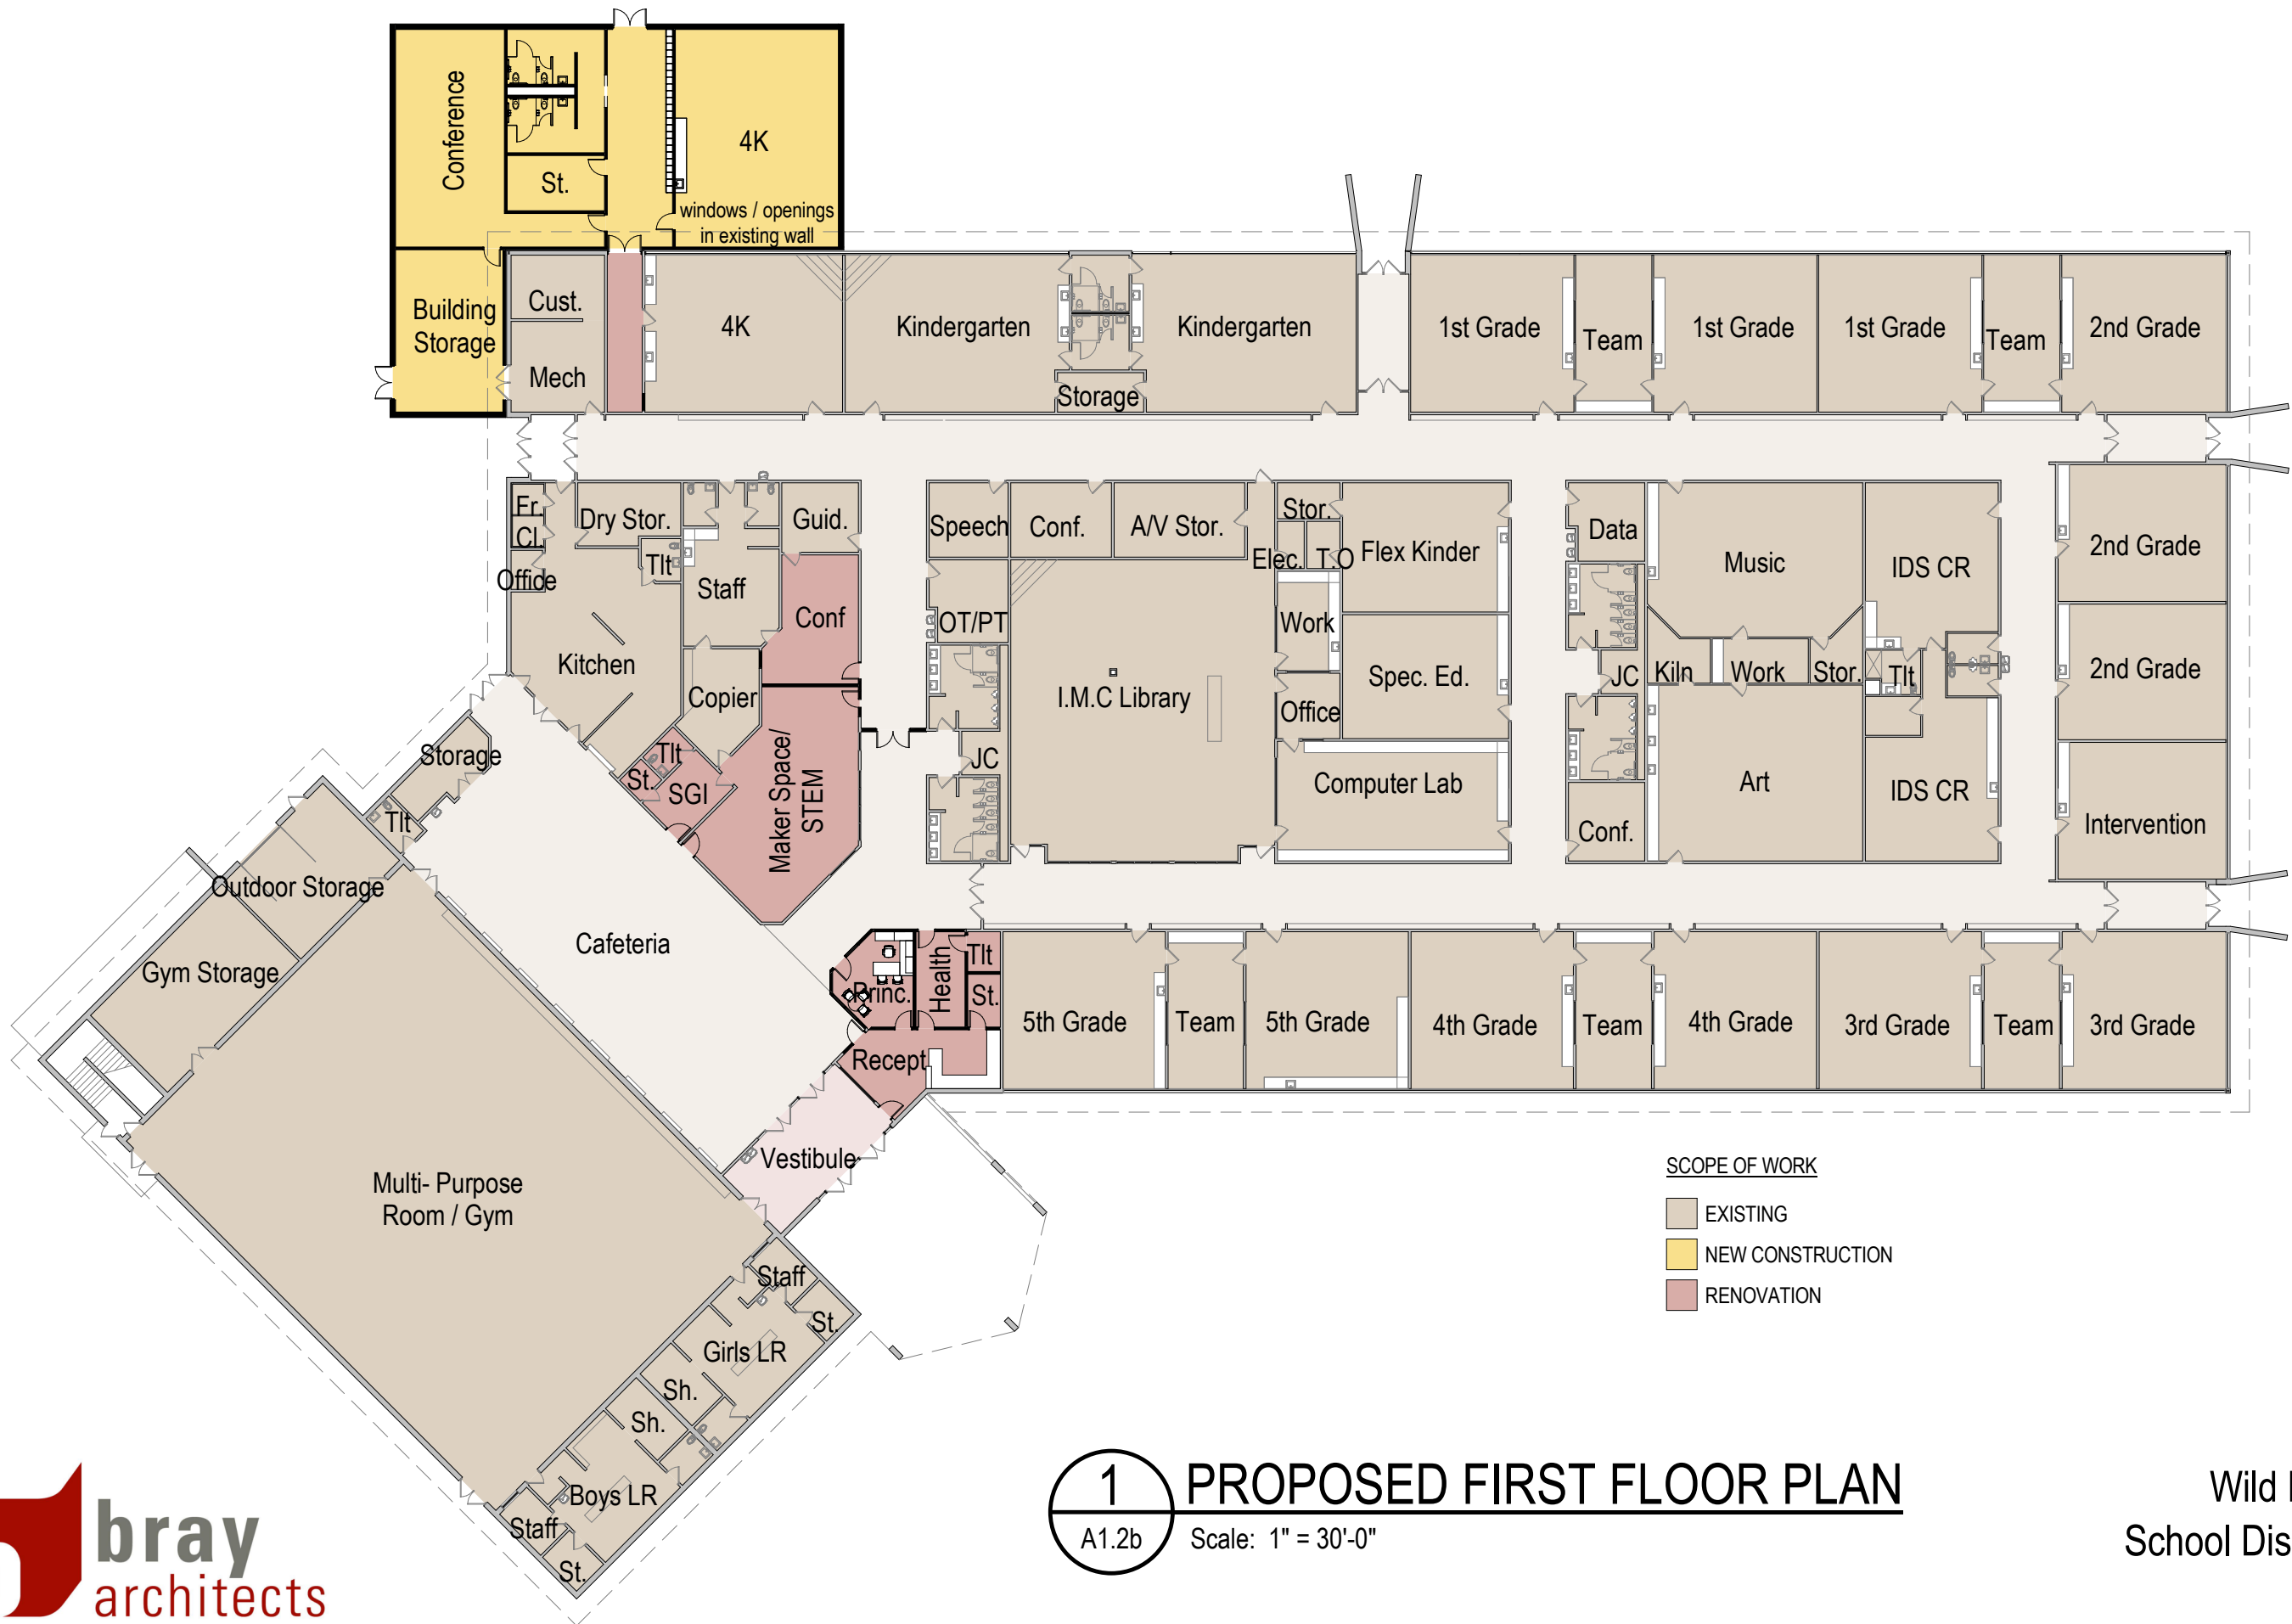 Conference
4K
St.
windows / openings
in existing wall
Building
Storage
Cust.
Mech
4K
Kindergarten
Kindergarten
Storage
1st Grade
Team
1st Grade
1st Grade
Team
2nd Grade
Fr.
Cl.
Office
Dry Stor.
Tlt
Kitchen
Staff
Guid.
Conf
Copier
Tlt
St.
SGI
Maker Space/
STEM
Speech
Conf.
A/V Stor.
OT/PT
I.M.C Library
JC
Stor.
Elec.
T.O
Flex Kinder
Work
Spec. Ed.
Office
Computer Lab
Data
JC
Conf.
Music
Kiln
Work
Stor.
Art
IDS CR
Tlt
IDS CR
2nd Grade
2nd Grade
Intervention
Storage
Tlt
Outdoor Storage
Gym Storage
Cafeteria
Princ.
Health
Tlt
St.
Recept
Vestibule
5th Grade
Team
5th Grade
4th Grade
Team
4th Grade
3rd Grade
Team
3rd Grade
Multi- Purpose
Room / Gym
Staff
St.
Girls LR
Sh.
Sh.
Boys LR
Staff
St.
SCOPE OF WORK
EXISTING
NEW CONSTRUCTION
RENOVATION
1
A1.2b
PROPOSED FIRST FLOOR PLAN
Scale: 1" = 30'-0"
bray
architects
Wild
School Dis